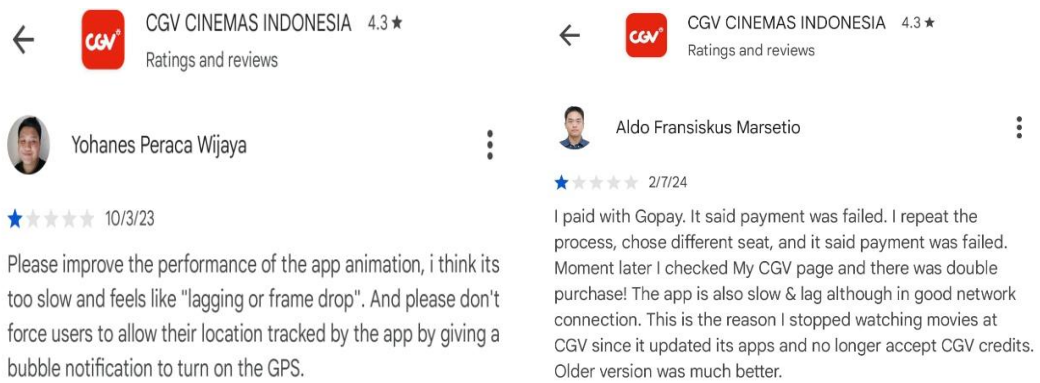 CGV CINEMAS INDONESIA 4.3 ★
CGV
Ratings and reviews
Yohanes Peraca Wijaya
10/3/23
Please improve the performance of the app animation, i think its
too slow and feels like "lagging or frame drop". And please don't
force users to allow their location tracked by the app by giving a
bubble notification to turn on the GPS.
CGV CINEMAS INDONESIA 4.3 ★
CGV
Ratings and reviews
Aldo Fransiskus Marsetio
2/7/24
I paid with Gopay. It said payment was failed. I repeat the
process, chose different seat, and it said payment was failed.
Moment later I checked My CGV page and there was double
purchase! The app is also slow & lag although in good network
connection. This is the reason I stopped watching movies at
CGV since it updated its apps and no longer accept CGV credits.
Older version was much better.